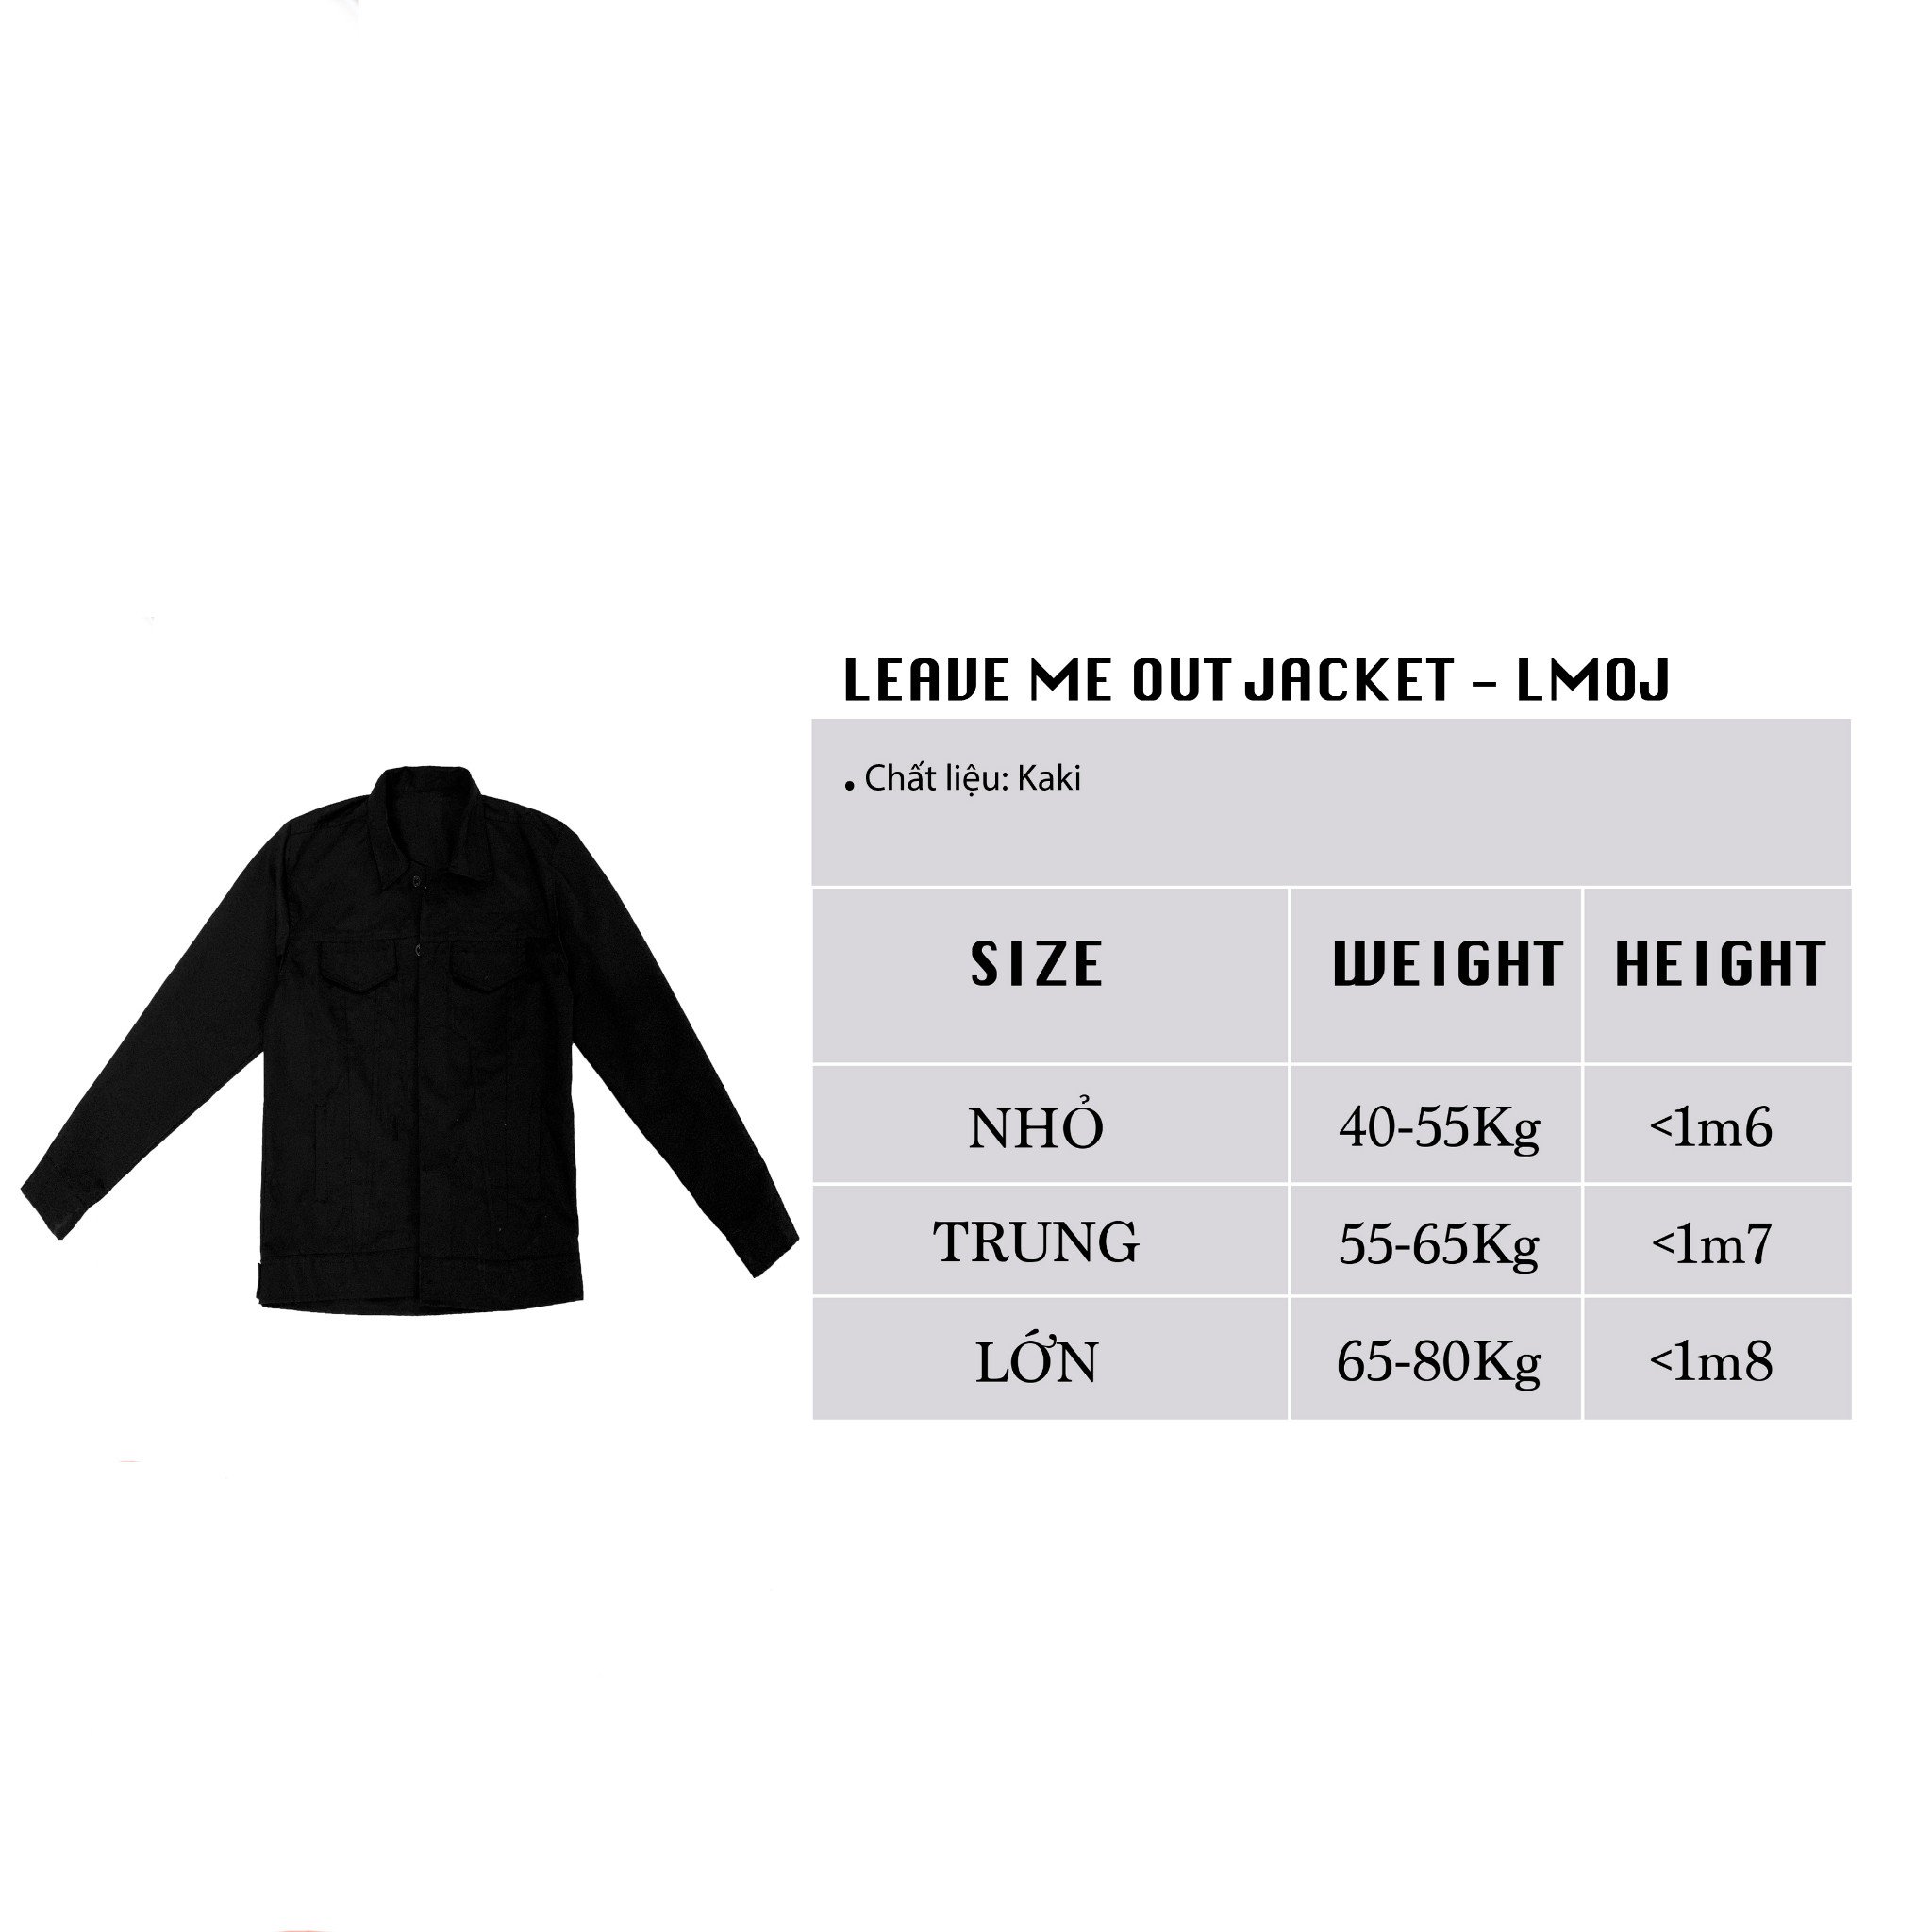 LEAVE ME OUT JACKET - LMOJ
• Chất liệu: Kaki
SIZE WEIGHT HEIGHT
NHỎ 40-55Kg <1m6
TRUNG 55-65Kg <1m7
LỚN 65-80Kg <1m8